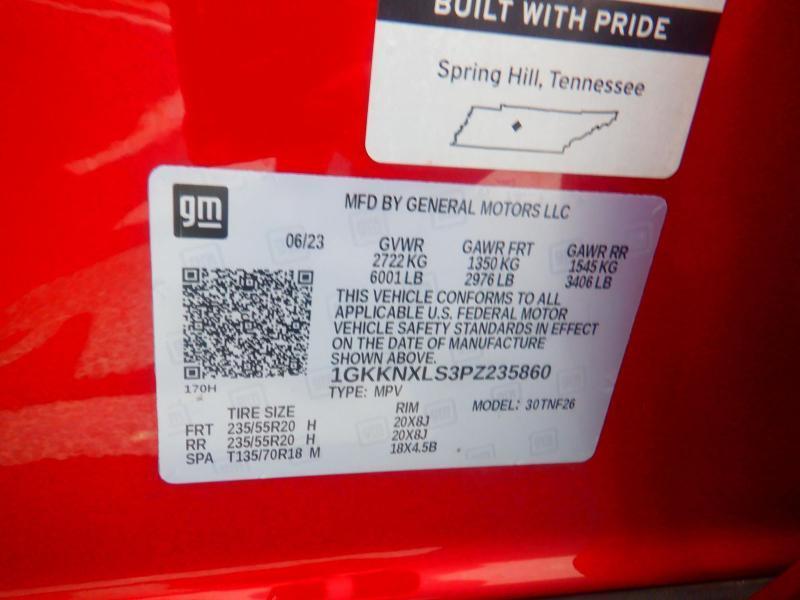 BUILT WITH PRIDE
Spring Hill, Tennessee
gm
MFD BY GENERAL MOTORS LLC
06/23
GVWR GAWR FRT GAWR RR
2722 KG 1350 KG 1545 KG
6001 LB 2976 LB 3406 LB
THIS VEHICLE CONFORMS TO ALL
APPLICABLE U.S. FEDERAL MOTOR
VEHICLE SAFETY STANDARDS IN EFFECT
ON THE DATE OF MANUFACTURE
SHOWN ABOVE.
1GKKNXLS3PZ235860
170H
TYPE: MPV
MODEL: 30TNF26
TIRE SIZE RIM
FRT 235/55R20 H 20X8J
RR 235/55R20 H 20X8J
SPA T135/70R18 M 18X4.5B